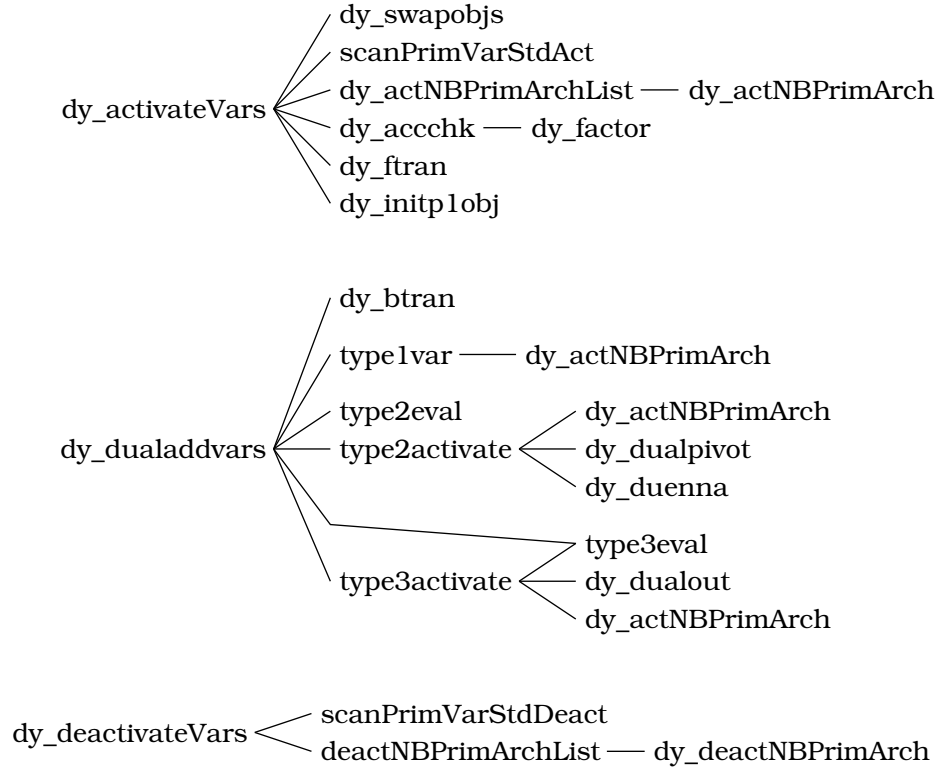 dy_swapobjs
scanPrimVarStdAct
dy_actNBPrimArchList dy_actNBPrimArch
dy_activateVars
dy_accchk dy_factor
dy_ftran
dy_initp1obj
dy_btran
type1var dy_actNBPrimArch
type2eval dy_actNBPrimArch
dy_dualaddvars type2activate dy_dualpivot
dy_duenna
type3eval
type3activate dy_dualout
dy_actNBPrimArch
scanPrimVarStdDeact
dy_deactivateVars
deactNBPrimArchList dy_deactNBPrimArch